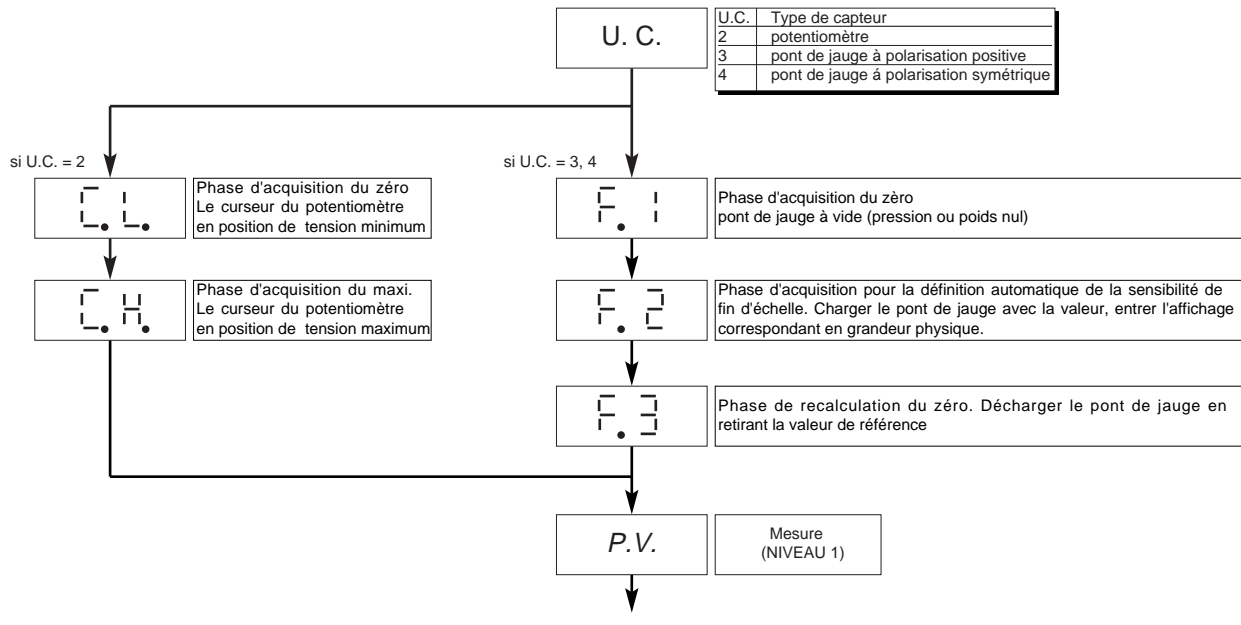 U. C.
U.C. Type de capteur
2 potentiomètre
3 pont de jauge à polarisation positive
4 pont de jauge á polarisation symétrique
si U.C. = 2
si U.C. = 3, 4
C.L.
Phase d'acquisition du zéro
Le curseur du potentiomètre
en position de tension minimum
F. 1
Phase d'acquisition du zèro
pont de jauge à vide (pression ou poids nul)
C.H.
Phase d'acquisition du maxi.
Le curseur du potentiomètre
en position de tension maximum
F.2
Phase d'acquisition pour la définition automatique de la sensibilité de
fin d'échelle. Charger le pont de jauge avec la valeur, entrer l'affichage
correspondant en grandeur physique.
F.3
Phase de recalculation du zéro. Décharger le pont de jauge en
retirant la valeur de référence
P.V.
Mesure
(NIVEAU 1)